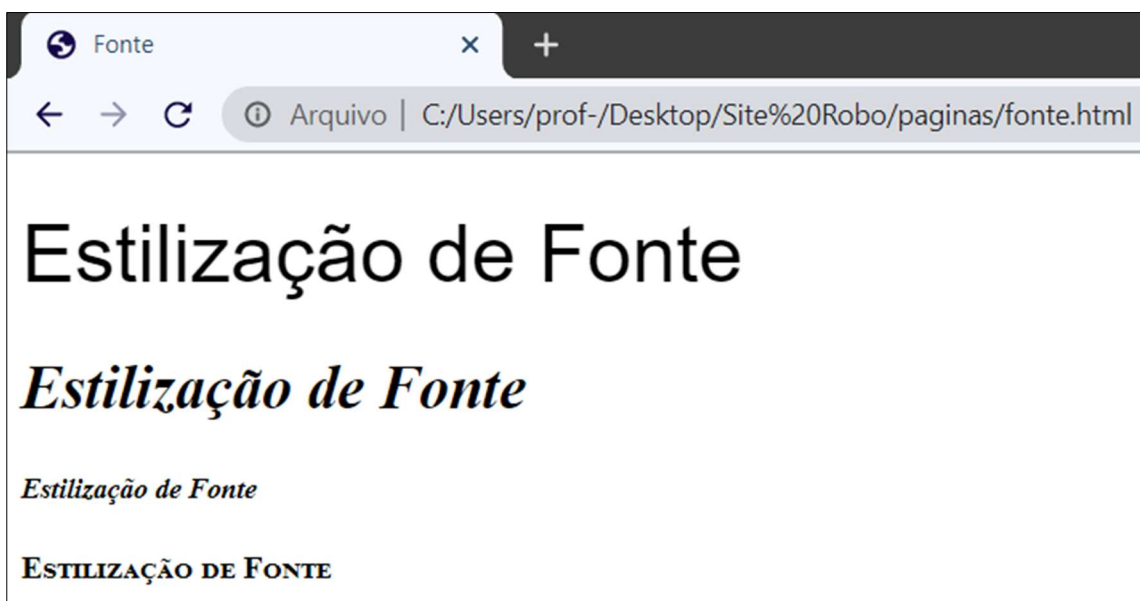 Fonte
Arquivo | C:/Users/prof-/Desktop/Site%20Robo/paginas/fonte.html
Estilização de Fonte
Estilização de Fonte
Estilização de Fonte
Estilização de Fonte